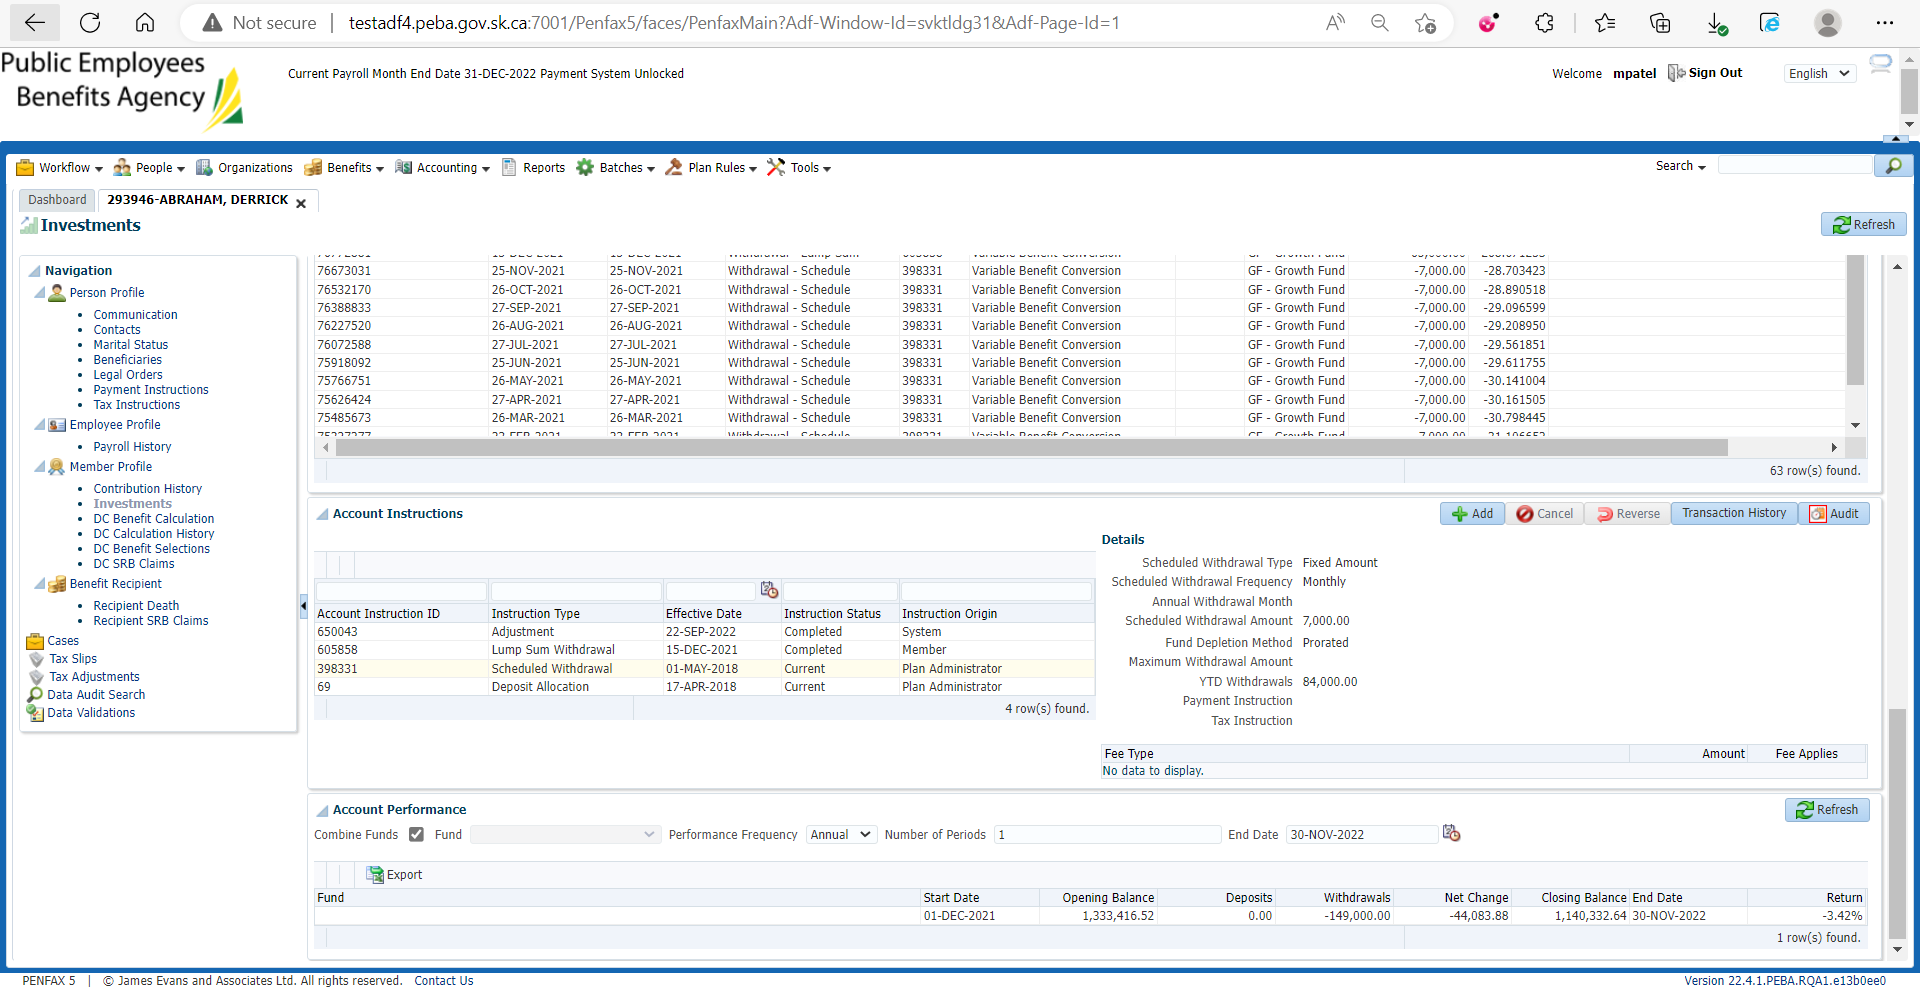 Not secure | testadf4.peba.gov.sk.ca:7001/Penfax5/faces/PenfaxMain?Adf-Window-Id=svktldg31&Adf-Page-Id=1
Public Employees
Benefits Agency
Current Payroll Month End Date 31-DEC-2022 Payment System Unlocked
Welcome mpatel Sign Out English
Workflow People Organizations Benefits Accounting Reports Batches Plan Rules Tools Search
Dashboard 293946-ABRAHAM, DERRICK
Investments Refresh
Navigation
Person Profile
Communication
Contacts
Marital Status
Beneficiaries
Legal Orders
Payment Instructions
Tax Instructions
Employee Profile
Payroll History
Member Profile
Contribution History
Investments
DC Benefit Calculation
DC Calculation History
DC Benefit Selections
DC SRB Claims
Benefit Recipient
Recipient Death
Recipient SRB Claims
Cases
Tax Slips
Tax Adjustments
Data Audit Search
Data Validations
76673031 25-NOV-2021 25-NOV-2021 Withdrawal - Schedule 398331 Variable Benefit Conversion GF - Growth Fund -7,000.00 -28.703423
76532170 26-OCT-2021 26-OCT-2021 Withdrawal - Schedule 398331 Variable Benefit Conversion GF - Growth Fund -7,000.00 -28.890518
76388833 27-SEP-2021 27-SEP-2021 Withdrawal - Schedule 398331 Variable Benefit Conversion GF - Growth Fund -7,000.00 -29.096599
76227520 26-AUG-2021 26-AUG-2021 Withdrawal - Schedule 398331 Variable Benefit Conversion GF - Growth Fund -7,000.00 -29.208950
76072588 27-JUL-2021 27-JUL-2021 Withdrawal - Schedule 398331 Variable Benefit Conversion GF - Growth Fund -7,000.00 -29.561851
75918092 25-JUN-2021 25-JUN-2021 Withdrawal - Schedule 398331 Variable Benefit Conversion GF - Growth Fund -7,000.00 -29.611755
75766751 26-MAY-2021 26-MAY-2021 Withdrawal - Schedule 398331 Variable Benefit Conversion GF - Growth Fund -7,000.00 -30.141004
75626424 27-APR-2021 27-APR-2021 Withdrawal - Schedule 398331 Variable Benefit Conversion GF - Growth Fund -7,000.00 -30.161505
75485673 26-MAR-2021 26-MAR-2021 Withdrawal - Schedule 398331 Variable Benefit Conversion GF - Growth Fund -7,000.00 -30.798445
63 row(s) found.
Account Instructions Add Cancel Reverse Transaction History Audit
Account Instruction ID Instruction Type Effective Date Instruction Status Instruction Origin
650043 Adjustment 22-SEP-2022 Completed System
605858 Lump Sum Withdrawal 15-DEC-2021 Completed Member
398331 Scheduled Withdrawal 01-MAY-2018 Current Plan Administrator
69 Deposit Allocation 17-APR-2018 Current Plan Administrator
4 row(s) found.
Details
Scheduled Withdrawal Type Fixed Amount
Scheduled Withdrawal Frequency Monthly
Annual Withdrawal Month
Scheduled Withdrawal Amount 7,000.00
Fund Depletion Method Prorated
Maximum Withdrawal Amount
YTD Withdrawals 84,000.00
Payment Instruction
Tax Instruction
Fee Type Amount Fee Applies
No data to display.
Account Performance Refresh
Combine Funds Fund Performance Frequency Annual Number of Periods 1 End Date 30-NOV-2022
Export
Fund Start Date Opening Balance Deposits Withdrawals Net Change Closing Balance End Date Return
01-DEC-2021 1,333,416.52 0.00 -149,000.00 -44,083.88 1,140,332.64 30-NOV-2022 -3.42%
1 row(s) found.
PENFAX 5 | © James Evans and Associates Ltd. All rights reserved. Contact Us Version 22.4.1.PEBA.RQA1.e13b0ee0